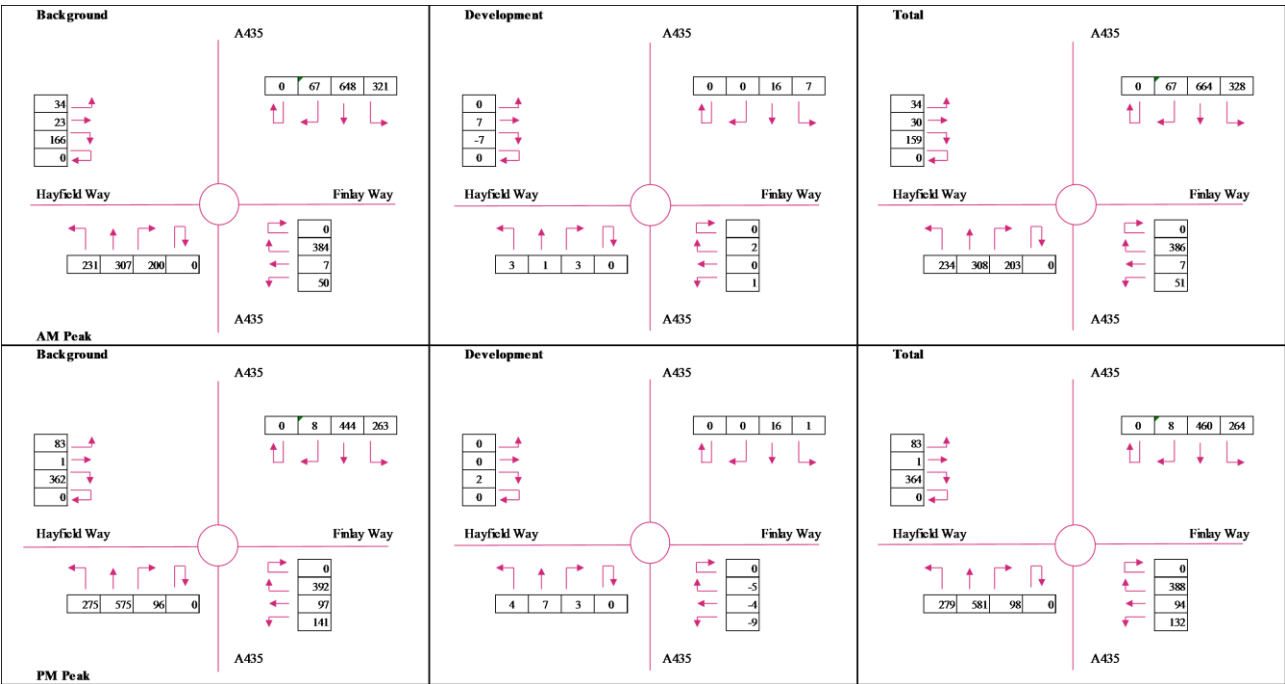 Background
A435
0 67 648 321
34
23
166
0
Hayfield Way Finlay Way
231 307 200 0
0
384
7
50
A435
AM Peak
Development
A435
0 0 16 7
0
7
-7
0
Hayfield Way Finlay Way
3 1 3 0
0
2
0
1
A435
Total
A435
0 67 664 328
34
30
159
0
Hayfield Way Finlay Way
234 308 203 0
0
386
7
51
A435
Background
A435
0 8 444 263
83
1
362
0
Hayfield Way Finlay Way
275 575 96 0
0
392
97
141
A435
PM Peak
Development
A435
0 0 16 1
0
0
2
0
Hayfield Way Finlay Way
4 7 3 0
0
-5
-4
-9
A435
Total
A435
0 8 460 264
83
1
364
0
Hayfield Way Finlay Way
279 581 98 0
0
388
94
132
A435